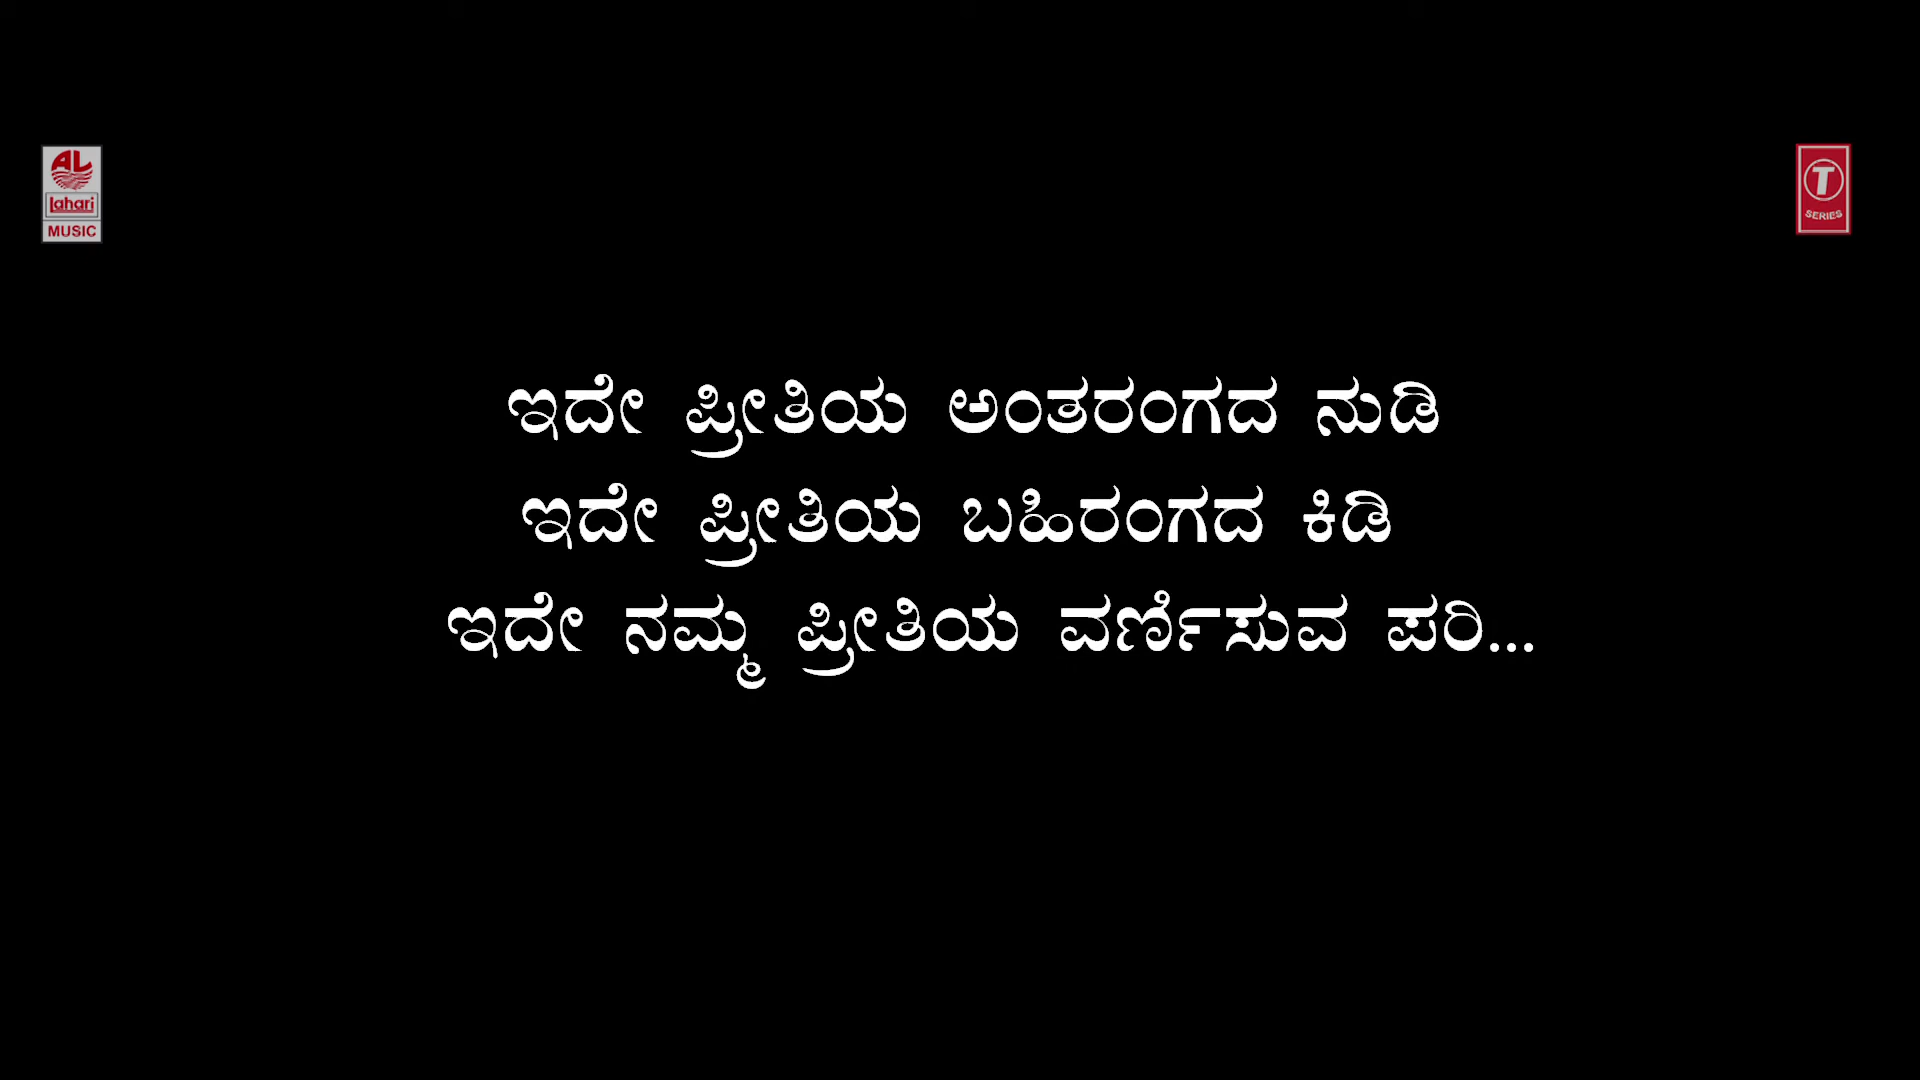 AL
Lahari
MUSIC
T
SERIES
ಇದೇ ಪ್ರೀತಿಯ ಅಂತರಂಗದ ನುಡಿ
ಇದೇ ಪ್ರೀತಿಯ ಬಹಿರಂಗದ ಕಿಡಿ
ಇದೇ ನಮ್ಮ ಪ್ರೀತಿಯ ವರ್ಣಿಸುವ ಪರಿ...